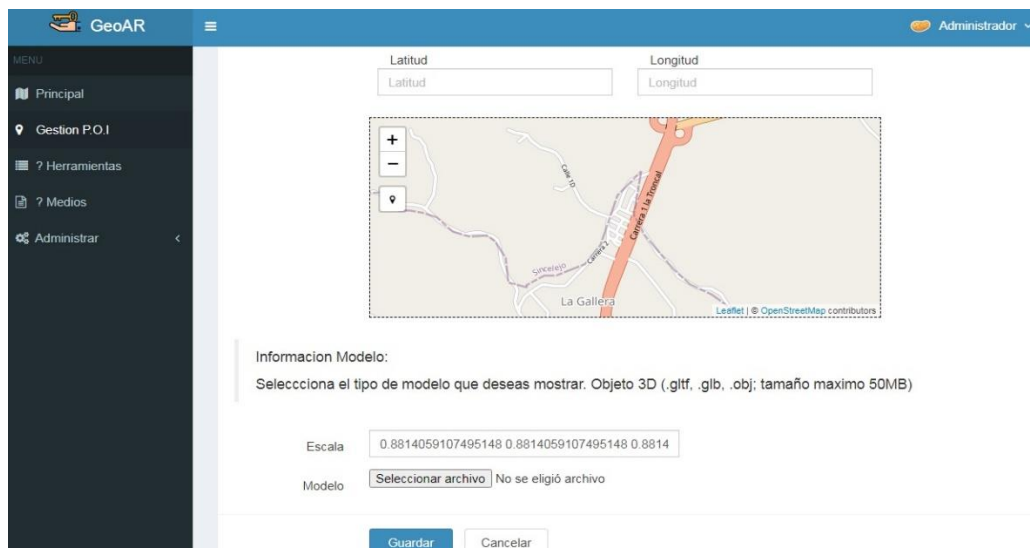 GeoAR
Administrador
MENU
Principal
Gestion P.O.I
? Herramientas
? Medios
Administrar
Latitud
Longitud
Latitud
Longitud
+
−
Calle 1D
Carrera 1 la Troncal
Carrera 2
Sincelejo
La Gallera
Leaflet | © OpenStreetMap contributors
Informacion Modelo:
Seleccciona el tipo de modelo que deseas mostrar. Objeto 3D (.gltf, .glb, .obj; tamaño maximo 50MB)
Escala
0.8814059107495148 0.8814059107495148 0.8814
Modelo
Seleccionar archivo No se eligió archivo
Guardar
Cancelar